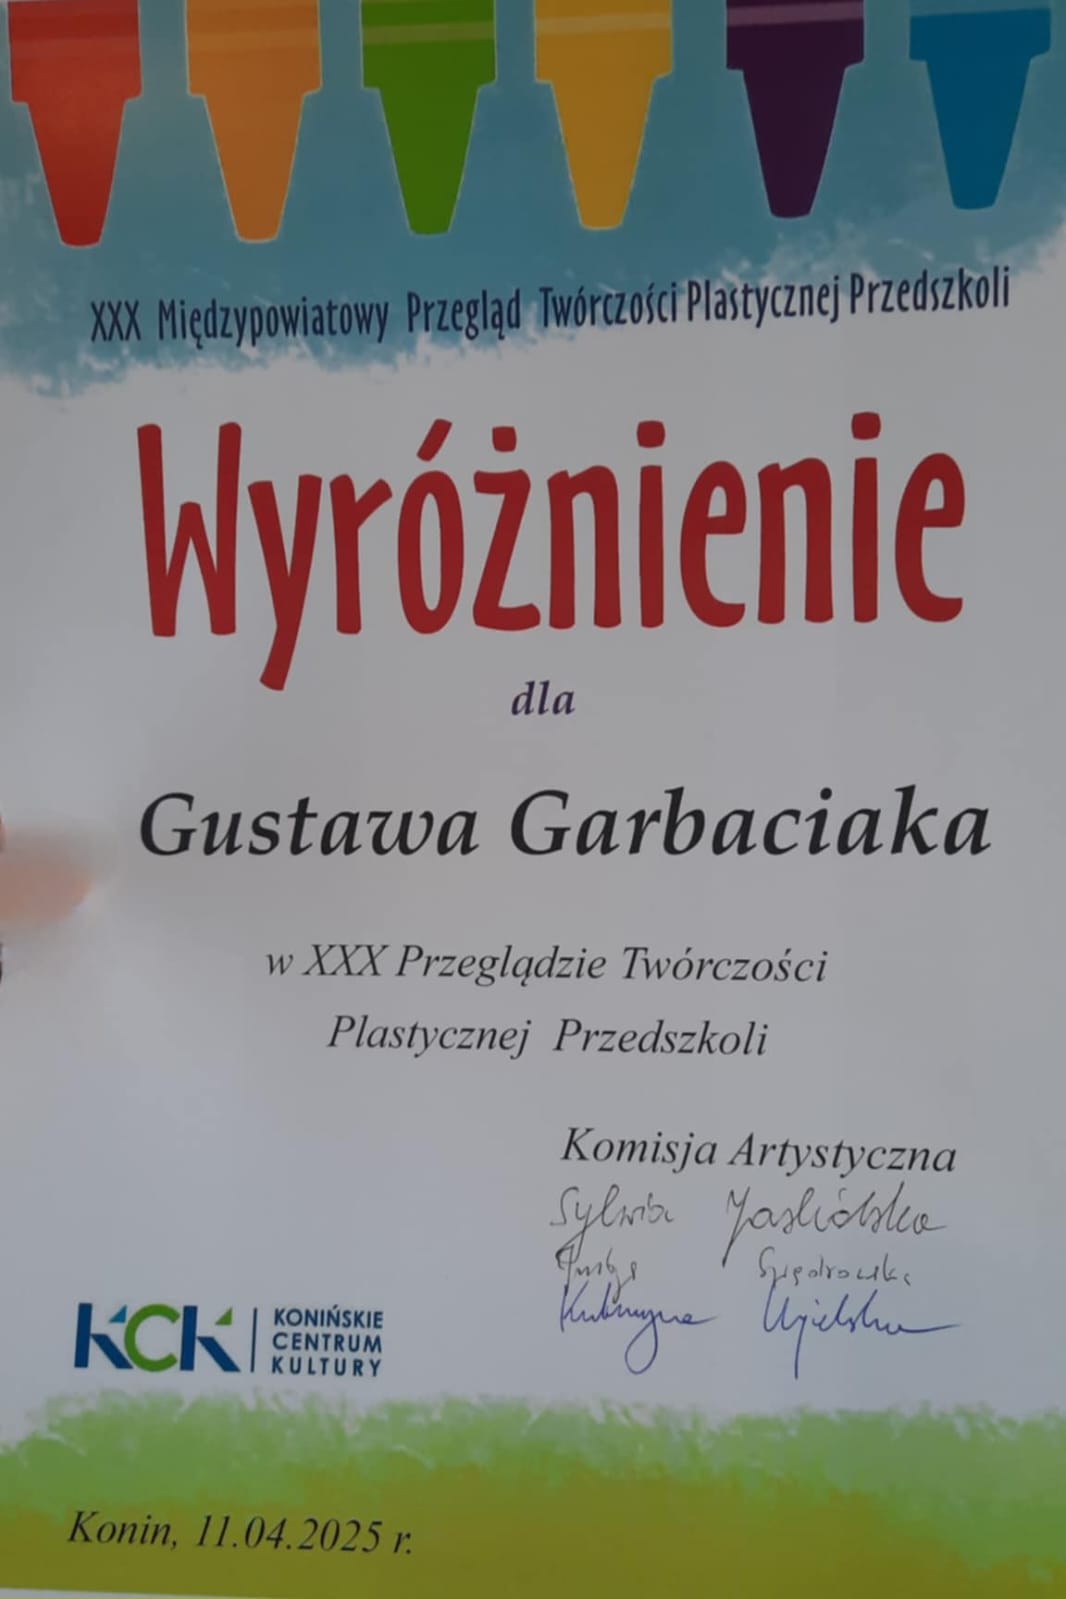 XXX Międzypowiatowy Przegląd Twórczości Plastycznej Przedszkoli
Wyróżnienie
dla
Gustawa Garbaciaka
w XXX Przeglądzie Twórczości
Plastycznej Przedszkoli
Komisja Artystyczna
Sylwia
KCK KONIŃSKIE
CENTRUM
KULTURY
Konin, 11.04.2025 r.